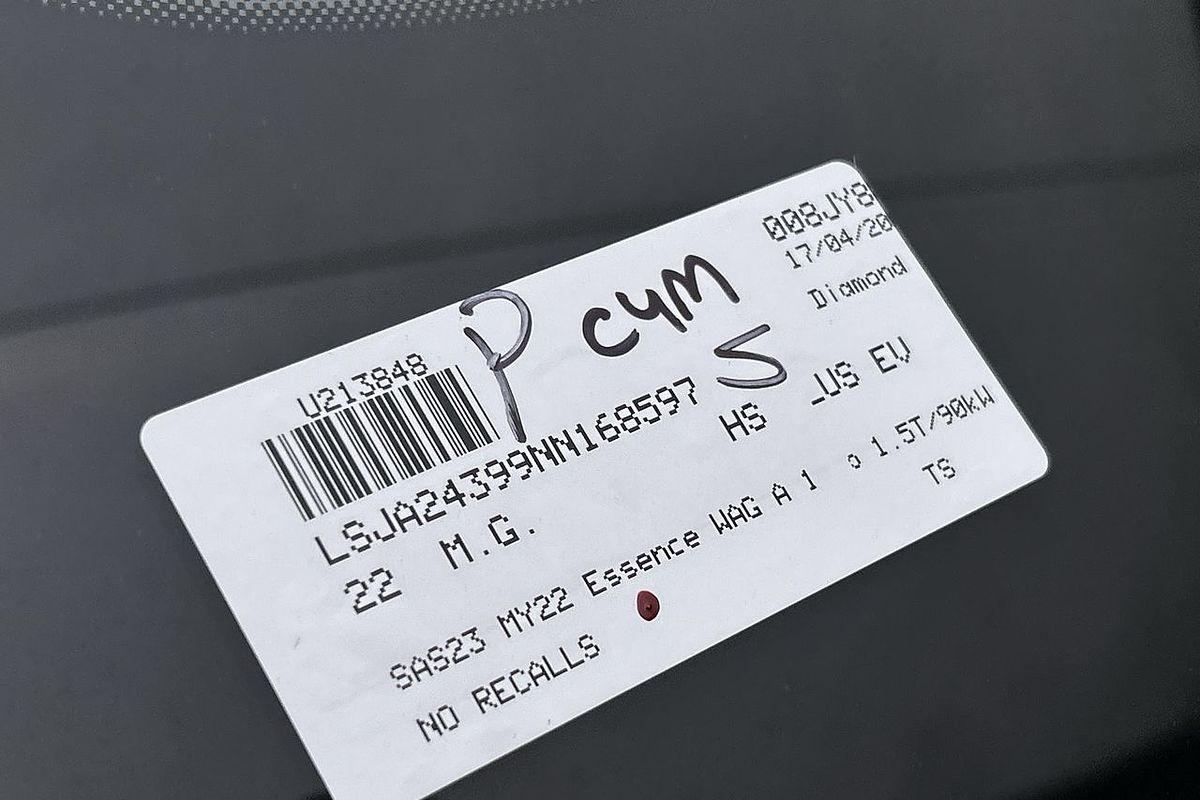 008JY8
17/04/20
Diamond
P CYM
S
U213848
LSJA24399NN168597
22 M.G. HS _US EV
SAS23 MY22 Essence WAG A 1 o 1.5T/90kW
NO RECALLS TS